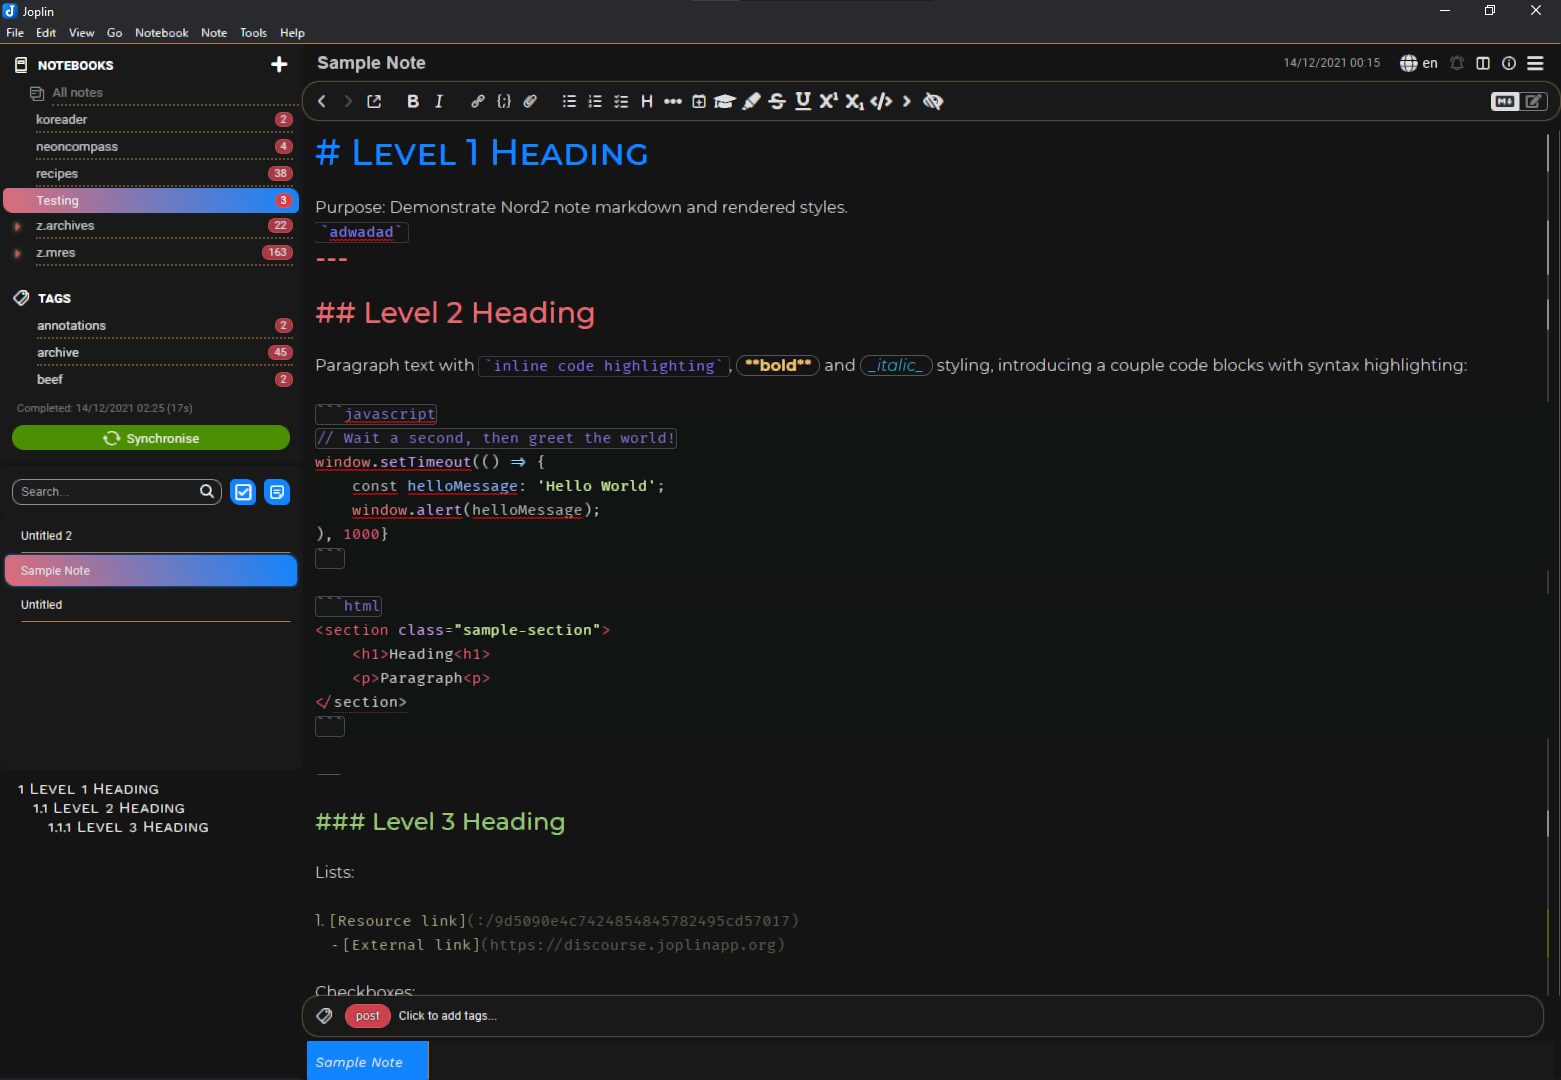 Joplin
File Edit View Go Notebook Note Tools Help
NOTEBOOKS
All notes
koreader 2
neoncompass 4
recipes 38
Testing 3
z.archives 22
z.mres 163
TAGS
annotations 2
archive 45
beef 2
Completed: 14/12/2021 02:25 (17s)
Synchronise
Search...
Untitled 2
Sample Note
Untitled
1 Level 1 Heading
1.1 Level 2 Heading
1.1.1 Level 3 Heading
Sample Note
14/12/2021 00:15 en
# Level 1 Heading
Purpose: Demonstrate Nord2 note markdown and rendered styles.
`adwadad`
---
## Level 2 Heading
Paragraph text with `inline code highlighting`, **bold** and _italic_ styling, introducing a couple code blocks with syntax highlighting:
```javascript
// Wait a second, then greet the world!
window.setTimeout(() => {
const helloMessage: 'Hello World';
window.alert(helloMessage);
), 1000}
```
```html
<section class="sample-section">
<h1>Heading<h1>
<p>Paragraph<p>
</section>
```
### Level 3 Heading
Lists:
1. [Resource link](:/9d5090e4c7424854845782495cd57017)
- [External link](https://discourse.joplinapp.org)
Checkboxes:
post Click to add tags...
Sample Note